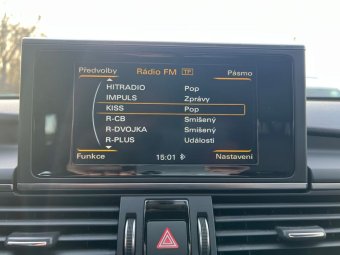 Předvolby Rádio FM TP Pásmo
HITRADIO Pop
IMPULS Zprávy
KISS Pop
R-CB Smíšený
R-DVOJKA Smíšený
R-PLUS Události
Funkce 15:01 Nastavení